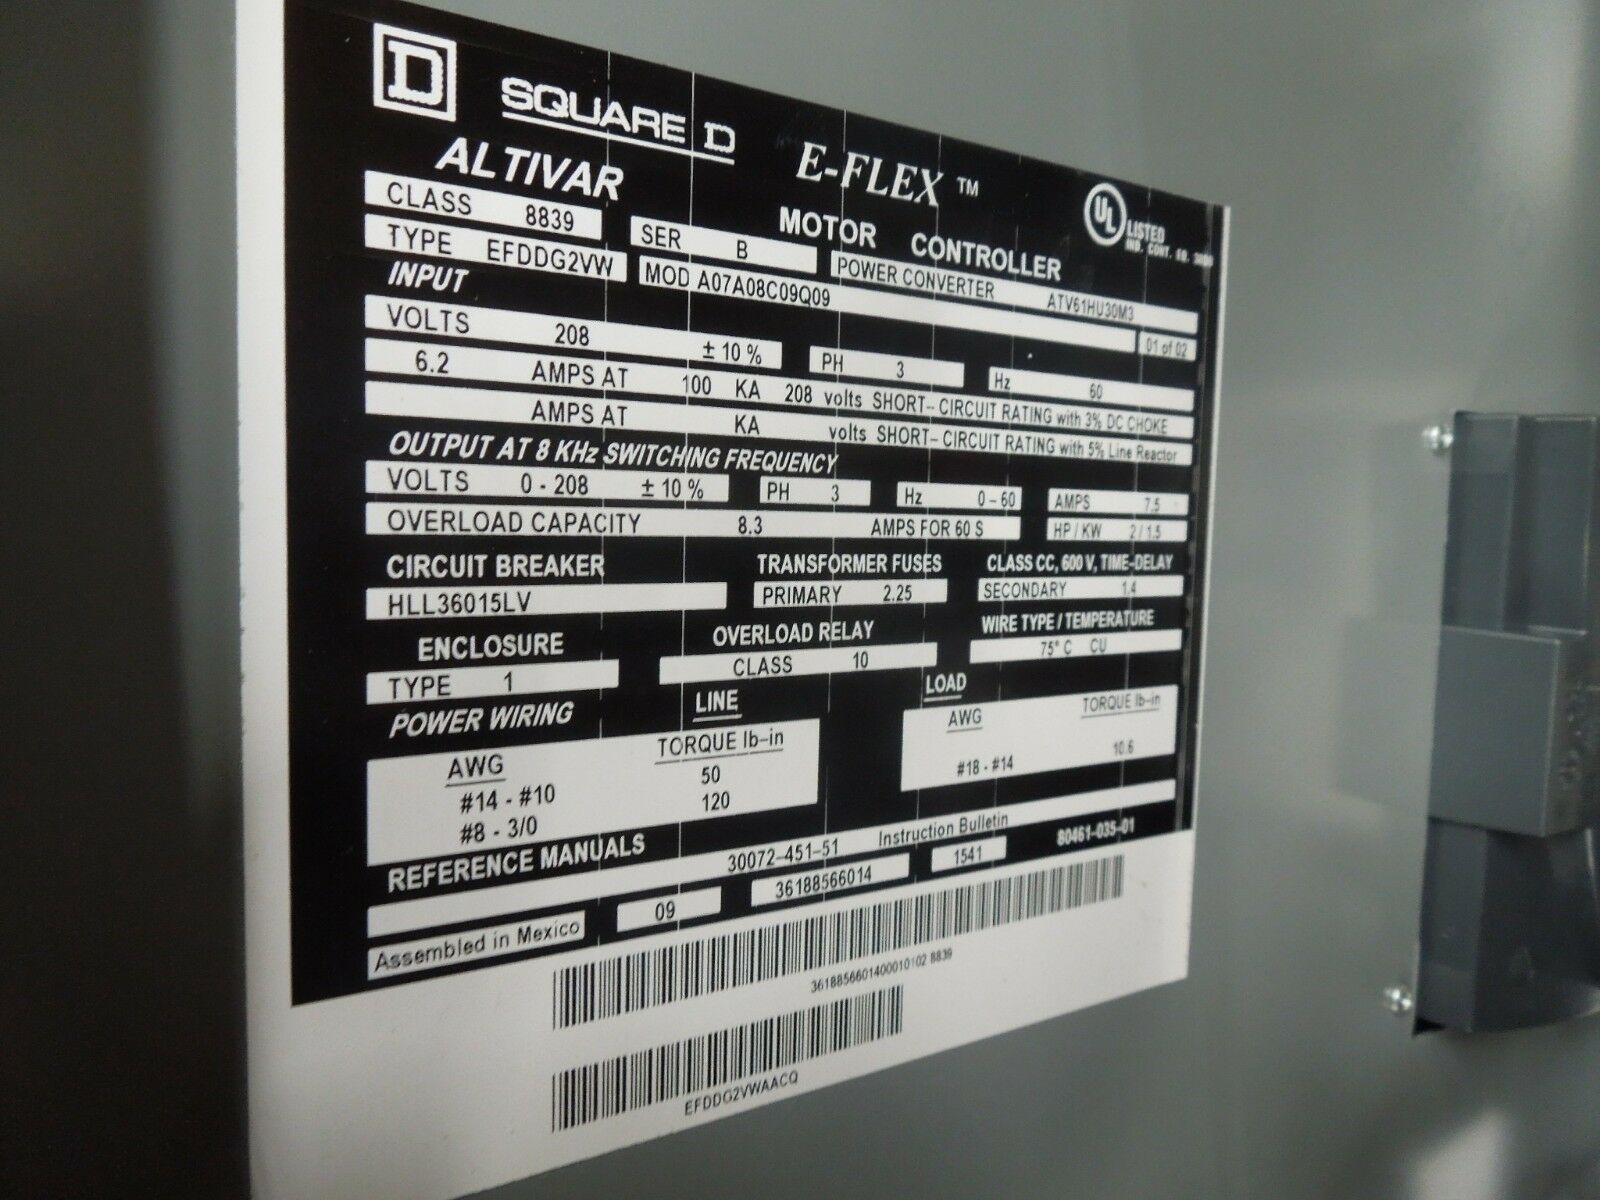 D SQUARE D
ALTIVAR E-FLEX ™
MOTOR CONTROLLER
UL LISTED
CLASS 8839 SER B POWER CONVERTER ATV61HU30M3
TYPE EFDDG2VW MOD A07A08C09Q09 01 of 02
INPUT
VOLTS 208 ± 10 % PH 3 Hz 60
6.2 AMPS AT 100 KA 208 volts SHORT-CIRCUIT RATING with 3% DC CHOKE
AMPS AT KA volts SHORT-CIRCUIT RATING with 5% Line Reactor
OUTPUT AT 8 KHz SWITCHING FREQUENCY
VOLTS 0 - 208 ± 10 % PH 3 Hz 0 - 60 AMPS 7.5
OVERLOAD CAPACITY 8.3 AMPS FOR 60 S HP / KW 2 / 1.5
CIRCUIT BREAKER TRANSFORMER FUSES CLASS CC, 600 V, TIME-DELAY
HLL36015LV PRIMARY 2.25 SECONDARY 1.4
ENCLOSURE OVERLOAD RELAY WIRE TYPE / TEMPERATURE
TYPE 1 CLASS 10 75° C CU
POWER WIRING LINE LOAD
AWG TORQUE lb-in AWG TORQUE lb-in
#14 - #10 50 #18 - #14 10.6
#8 - 3/0 120
REFERENCE MANUALS
30072-451-51 Instruction Bulletin 80461-035-01
Assembled in Mexico 09 36188566014 1541
3618856601400010102 8839
EFDDG2VWAACQ